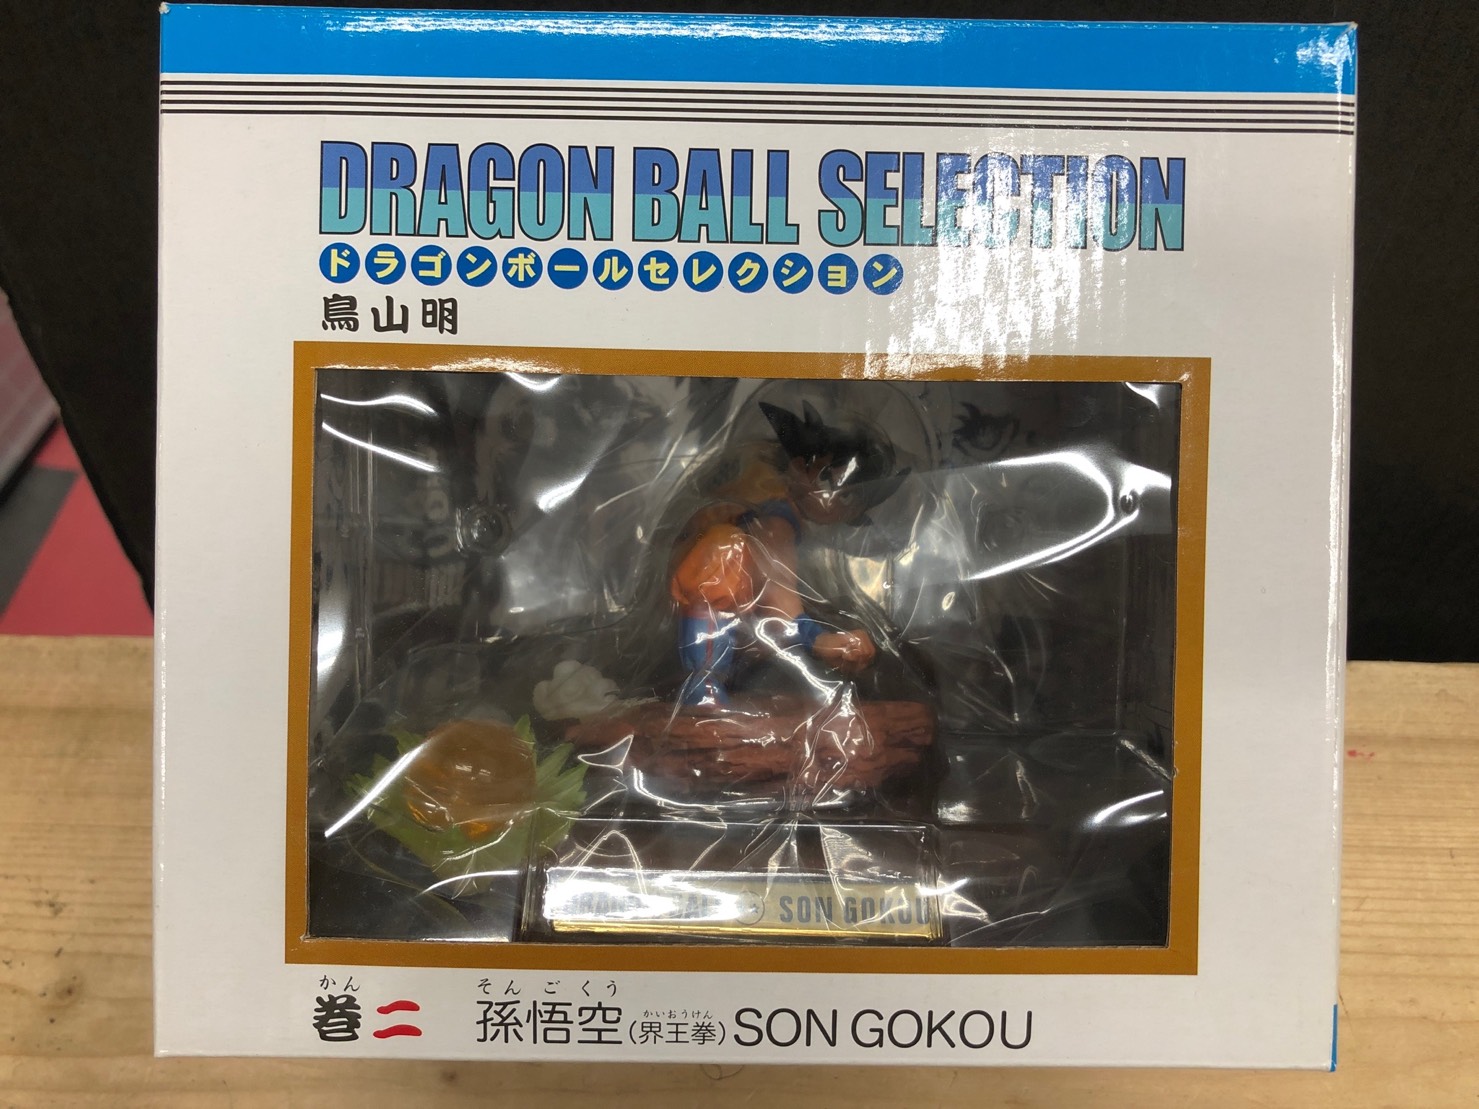 DRAGON BALL SELECTION
ドラゴンボールセレクション
鳥山明
DRAGON BALL SON GOKOU
かん そんごくう かいおうけん
巻二 孫悟空(界王拳) SON GOKOU